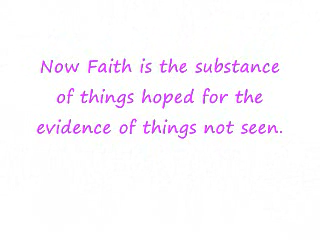 Now Faith is the substance
of things hoped for the
evidence of things not seen.